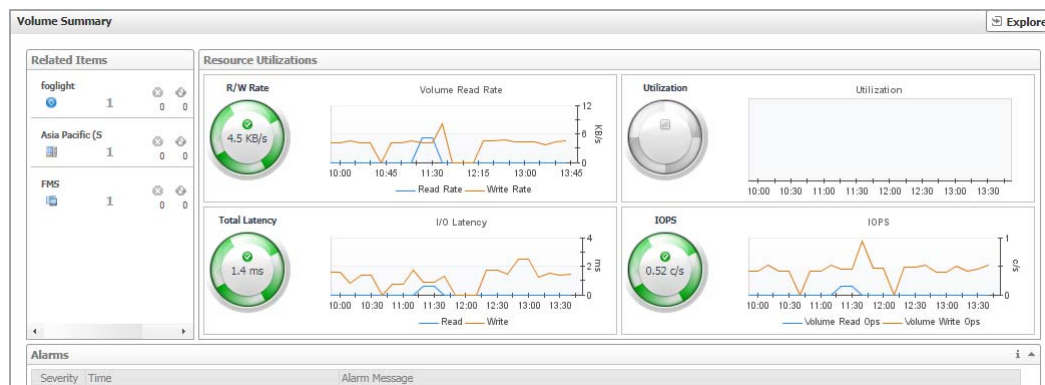 Volume Summary
Explore
Related Items
foglight
1
0 0
Asia Pacific (S
1
0 0
FMS
1
0 0
Resource Utilizations
R/W Rate
4.5 KB/s
Volume Read Rate
12
6
0
KB/s
10:00 10:45 11:30 12:15 13:00 13:45
Read Rate Write Rate
Utilization
Utilization
10:00 10:30 11:00 11:30 12:00 12:30 13:00 13:30
Total Latency
1.4 ms
I/O Latency
4
2
0
ms
10:00 10:30 11:00 11:30 12:00 12:30 13:00 13:30
Read Write
IOPS
0.52 c/s
IOPS
1
0
c/s
10:00 10:30 11:00 11:30 12:00 12:30 13:00 13:30
Volume Read Ops Volume Write Ops
Alarms
i
Severity Time Alarm Message